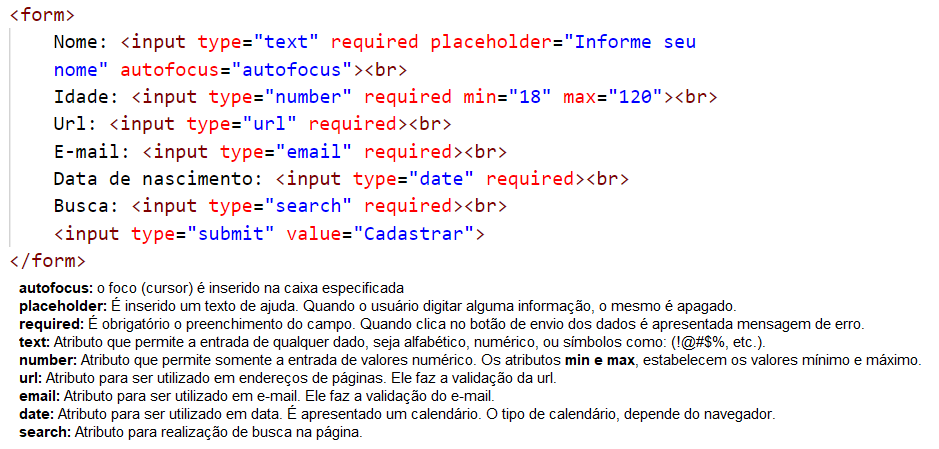 <form>
Nome: <input type="text" required placeholder="Informe seu
nome" autofocus="autofocus"><br>
Idade: <input type="number" required min="18" max="120"><br>
Url: <input type="url" required><br>
E-mail: <input type="email" required><br>
Data de nascimento: <input type="date" required><br>
Busca: <input type="search" required><br>
<input type="submit" value="Cadastrar">
</form>
autofocus: o foco (cursor) é inserido na caixa especificada
placeholder: É inserido um texto de ajuda. Quando o usuário digitar alguma informação, o mesmo é apagado.
required: É obrigatório o preenchimento do campo. Quando clica no botão de envio dos dados é apresentada mensagem de erro.
text: Atributo que permite a entrada de qualquer dado, seja alfabético, numérico, ou símbolos como: (!@#$%, etc.).
number: Atributo que permite somente a entrada de valores numérico. Os atributos min e max, estabelecem os valores mínimo e máximo.
url: Atributo para ser utilizado em endereços de páginas. Ele faz a validação da url.
email: Atributo para ser utilizado em e-mail. Ele faz a validação do e-mail.
date: Atributo para ser utilizado em data. É apresentado um calendário. O tipo de calendário, depende do navegador.
search: Atributo para realização de busca na página.